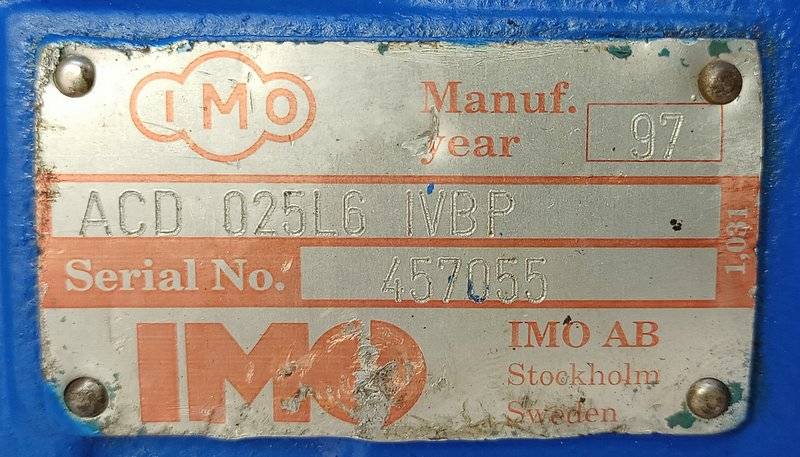 IMO
Manuf.
year 97
ACD 025L6 IVBP
1,031
Serial No. 457055
IMO
IMO AB
Stockholm
Sweden